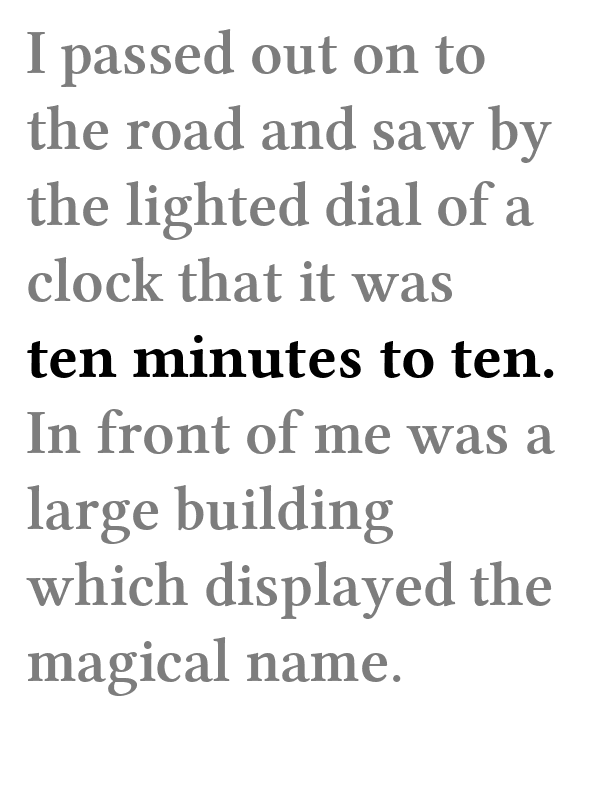 I passed out on to
the road and saw by
the lighted dial of a
clock that it was
ten minutes to ten.
In front of me was a
large building
which displayed the
magical name.